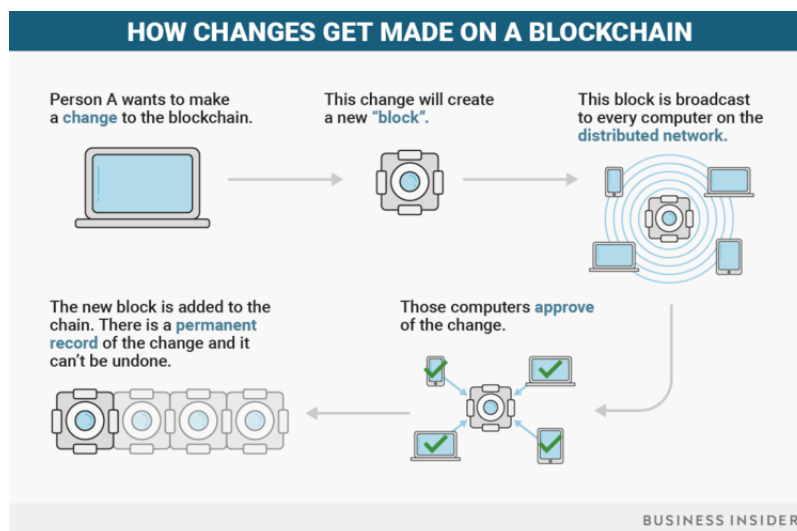 HOW CHANGES GET MADE ON A BLOCKCHAIN
Person A wants to make
a change to the blockchain.
This change will create
a new “block”.
This block is broadcast
to every computer on the
distributed network.
Those computers approve
of the change.
The new block is added to the
chain. There is a permanent
record of the change and it
can’t be undone.
BUSINESS INSIDER